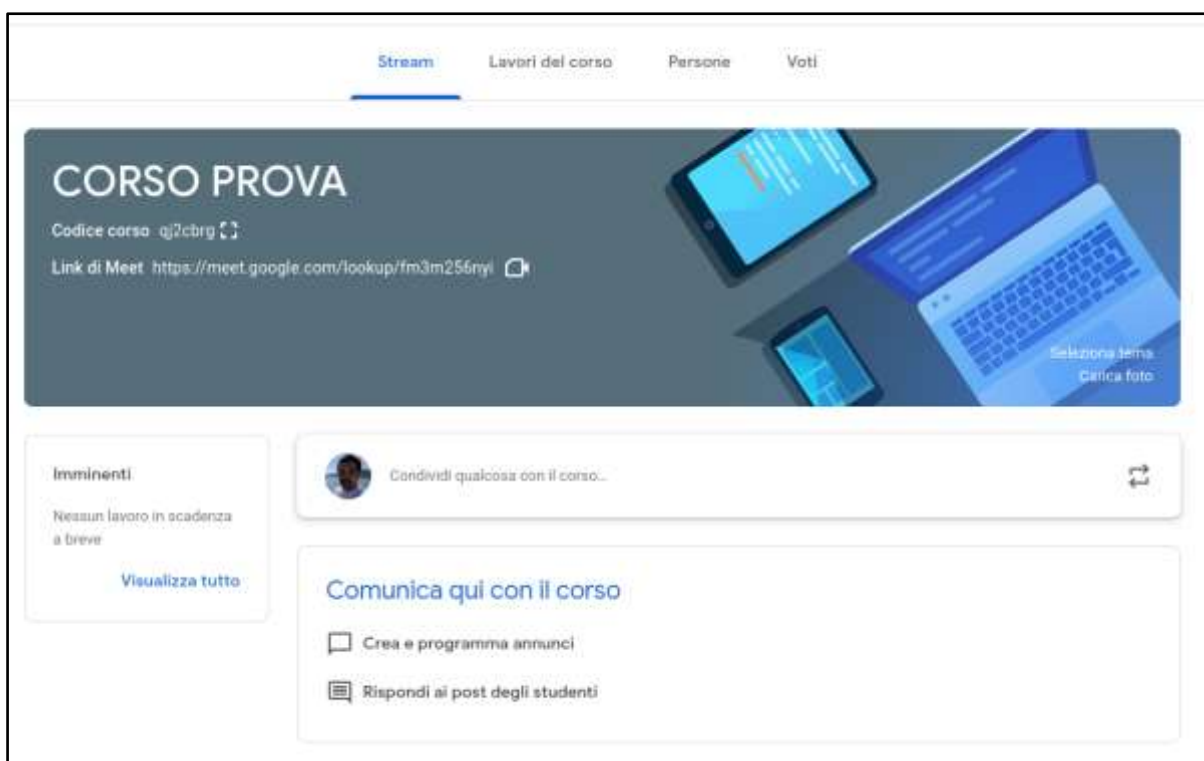 Stream Lavori del corso Persone Voti
CORSO PROVA
Codice corso qj2cbrg
Link di Meet https://meet.google.com/lookup/fm3m256nyi
Seleziona tema
Carica foto
Imminenti
Nessun lavoro in scadenza
a breve
Visualizza tutto
Condividi qualcosa con il corso...
Comunica qui con il corso
Crea e programma annunci
Rispondi ai post degli studenti